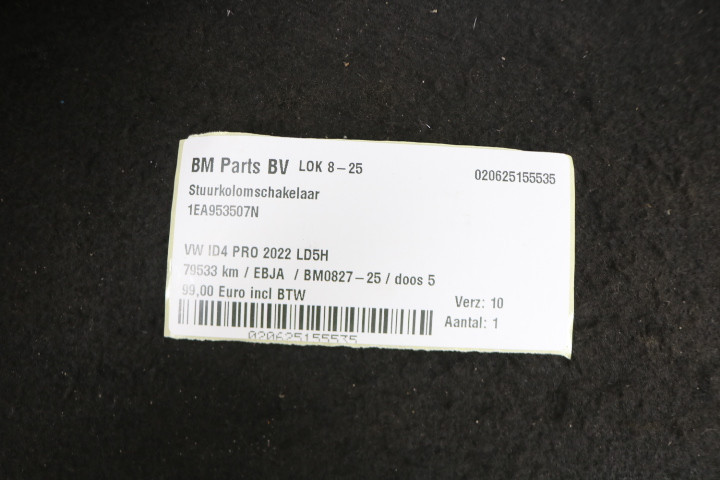 BM Parts BV LOK 8-25 020625155535
Stuurkolomschakelaar
1EA953507N
VW ID4 PRO 2022 LD5H
79533 km / EBJA / BM0827-25 / doos 5
99,00 Euro incl BTW
Verz: 10
Aantal: 1
020625155535